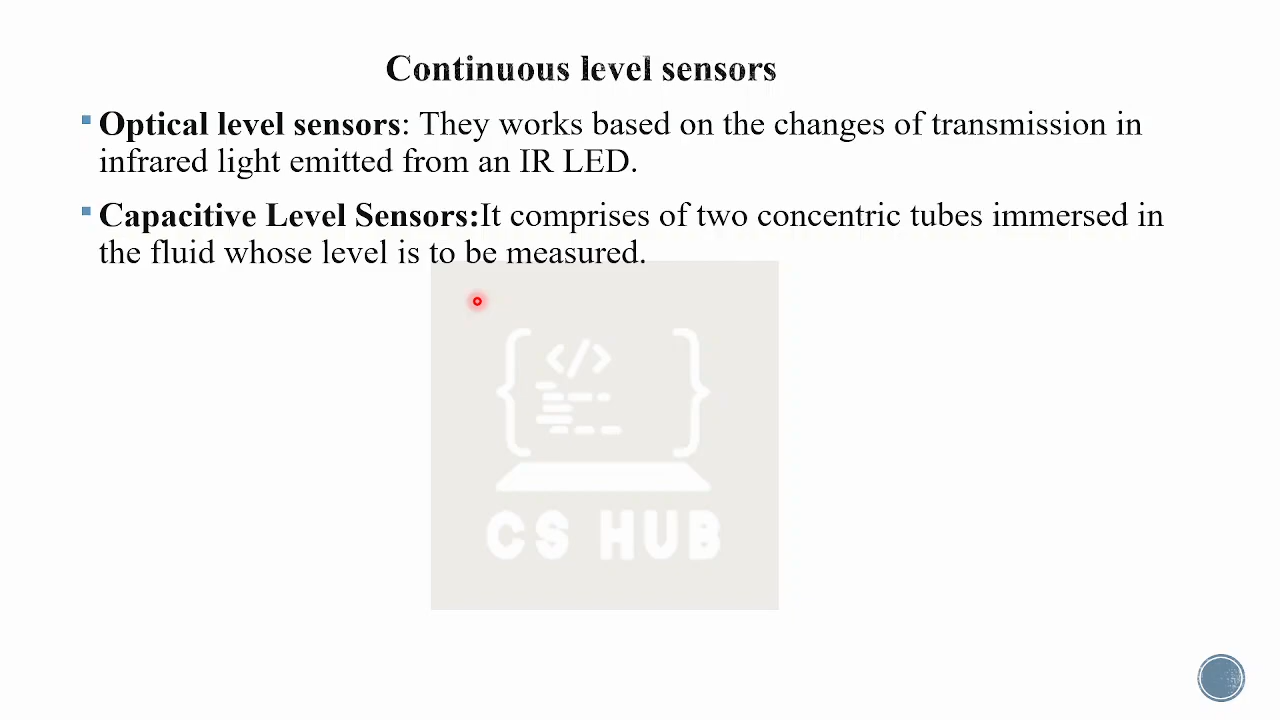 Continuous level sensors
Optical level sensors: They works based on the changes of transmission in
infrared light emitted from an IR LED.
Capacitive Level Sensors:It comprises of two concentric tubes immersed in
the fluid whose level is to be measured.
</>
CS HUB